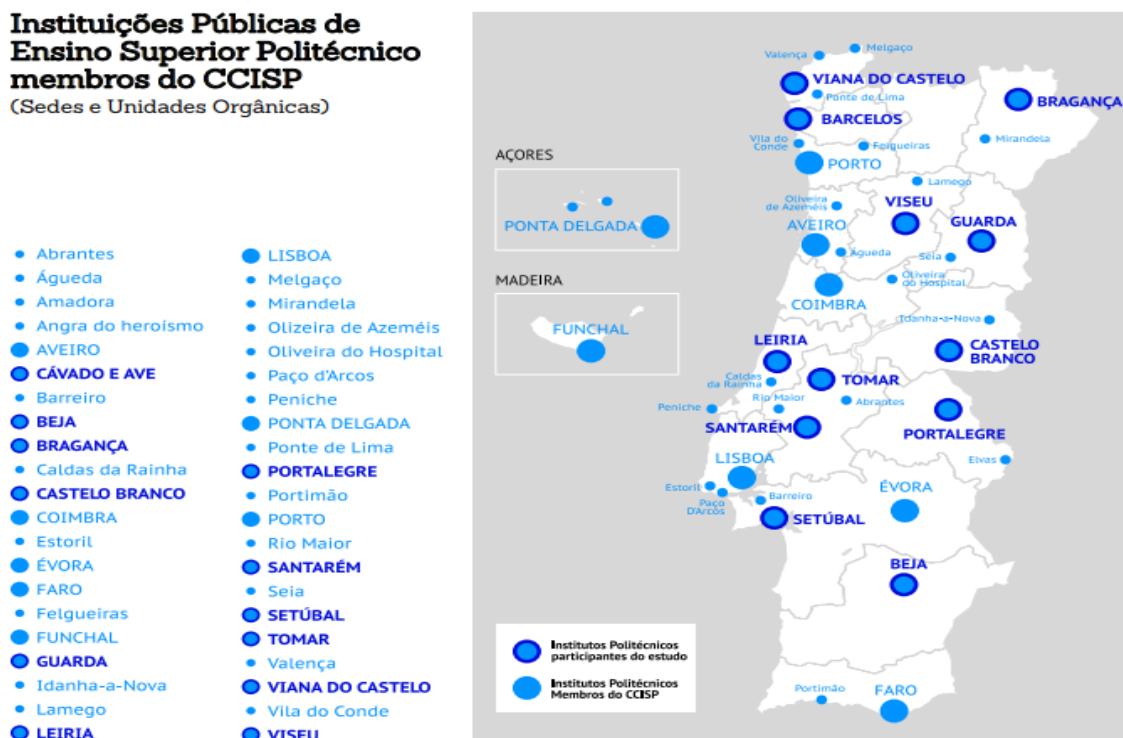 Instituições Públicas de
Ensino Superior Politécnico
membros do CCISP
(Sedes e Unidades Orgânicas)
Abrantes
Águeda
Amadora
Angra do heroísmo
AVEIRO
CÁVADO E AVE
Barreiro
BEJA
BRAGANÇA
Caldas da Rainha
CASTELO BRANCO
COIMBRA
Estoril
ÉVORA
FARO
Felgueiras
FUNCHAL
GUARDA
Idanha-a-Nova
Lamego
LEIRIA
LISBOA
Melgaço
Mirandela
Olizeira de Azeméis
Oliveira do Hospital
Paço d'Arcos
Peniche
PONTA DELGADA
Ponte de Lima
PORTALEGRE
Portimão
PORTO
Rio Maior
SANTARÉM
Seia
SETÚBAL
TOMAR
Valença
VIANA DO CASTELO
Vila do Conde
VISEU
AÇORES
PONTA DELGADA
MADEIRA
FUNCHAL
Melgaço
Valença
VIANA DO CASTELO
Ponte de Lima
BRAGANÇA
BARCELOS
Vila do
Conde
Felgueiras
Mirandela
PORTO
Lamego
Oliveira
de Azeméis
VISEU
GUARDA
AVEIRO
Águeda
Seia
Oliveira
do Hospital
COIMBRA
Idanha-a-Nova
LEIRIA
CASTELO
BRANCO
TOMAR
Caldas
da Rainha
Rio Maior
Abrantes
Peniche
SANTARÉM
PORTALEGRE
LISBOA
Elvas
Estoril
Paço
D'Arcos
Barreiro
ÉVORA
SETÚBAL
BEJA
Institutos Politécnicos
participantes do estudo
Institutos Politécnicos
Membros do CCISP
Portimão
FARO